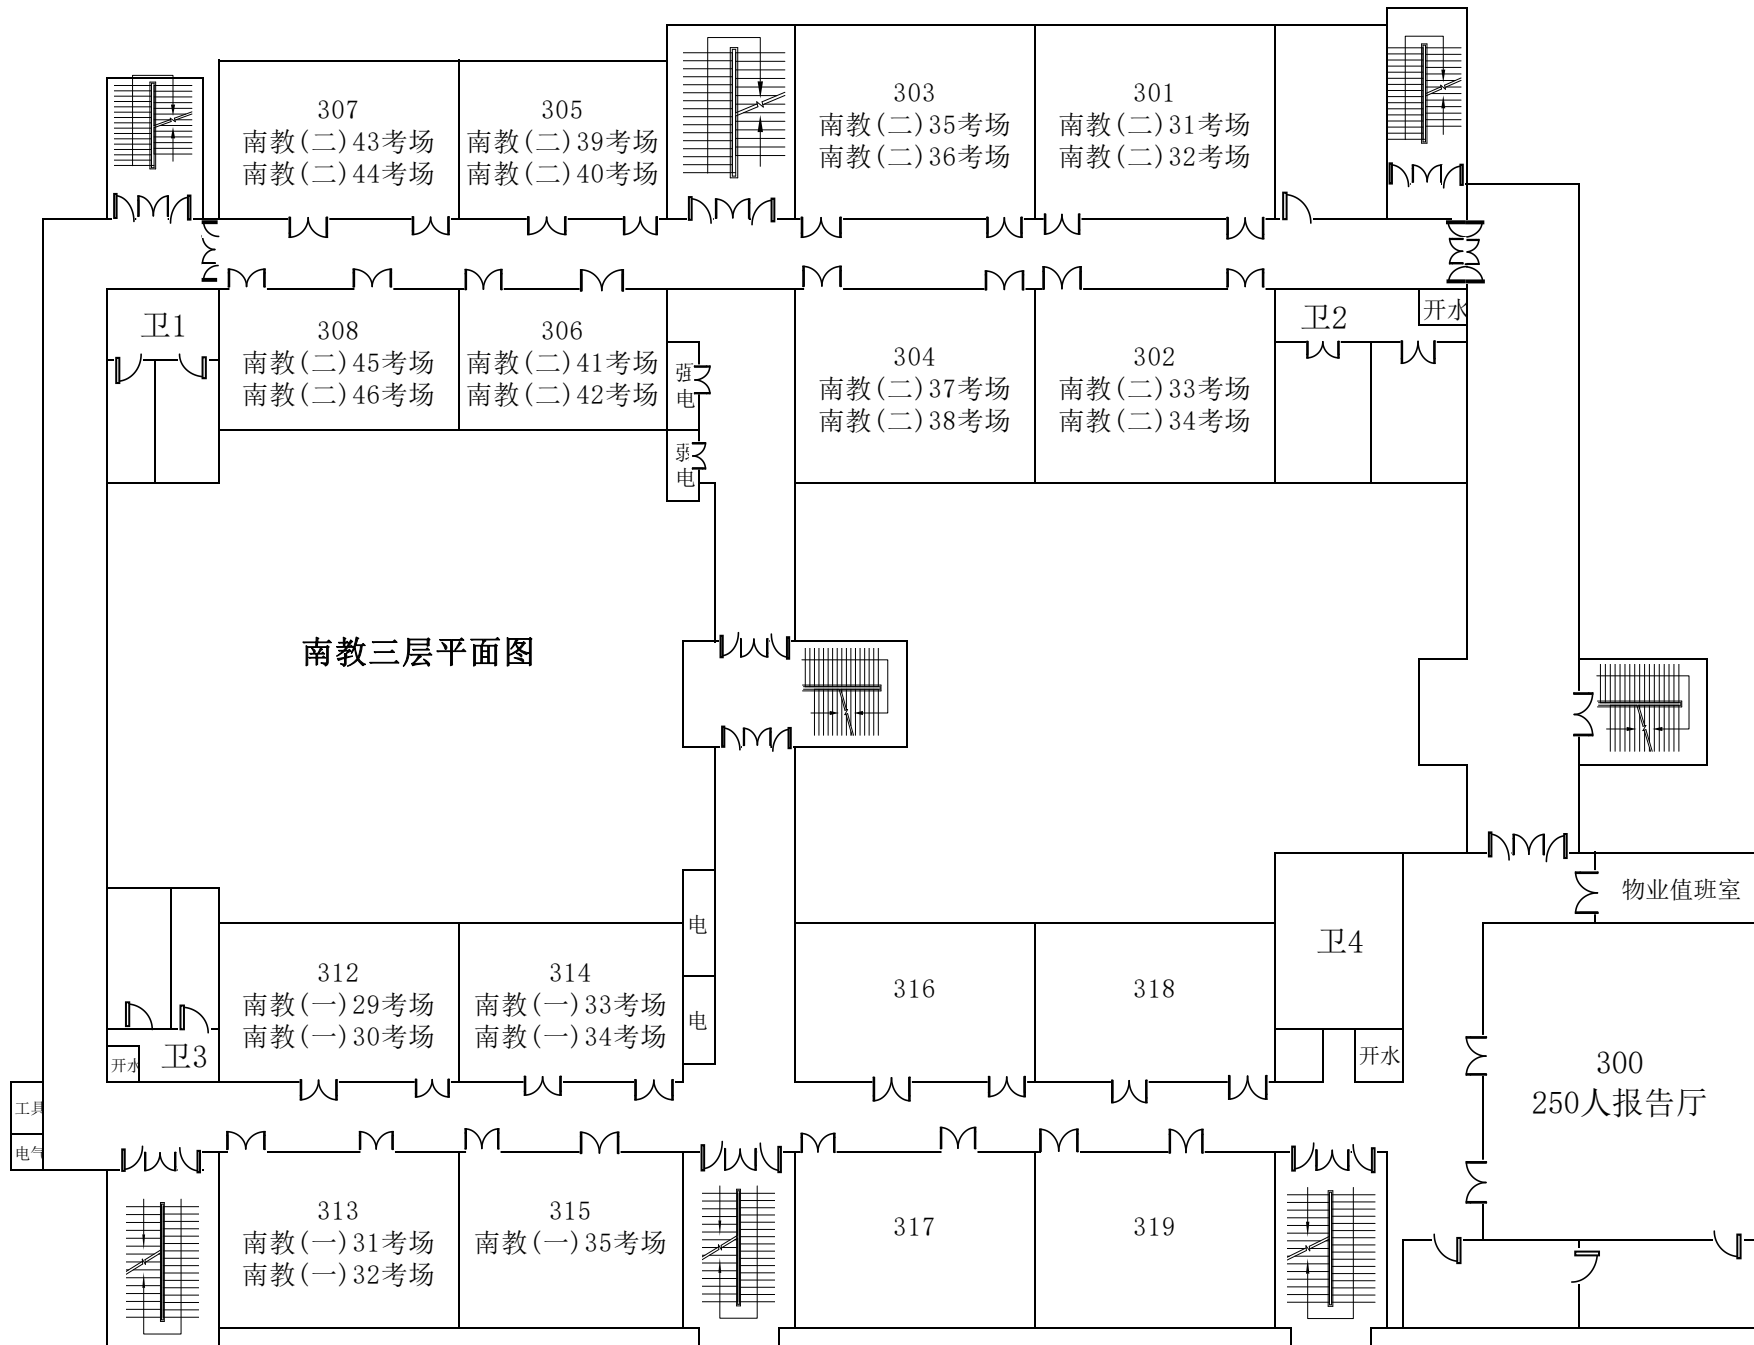 307
南教(二)43考场
南教(二)44考场
305
南教(二)39考场
南教(二)40考场
303
南教(二)35考场
南教(二)36考场
301
南教(二)31考场
南教(二)32考场
卫1
308
南教(二)45考场
南教(二)46考场
306
南教(二)41考场
南教(二)42考场
强
电
弱
电
304
南教(二)37考场
南教(二)38考场
302
南教(二)33考场
南教(二)34考场
卫2
开水
南教三层平面图
物业值班室
312
南教(一)29考场
南教(一)30考场
314
南教(一)33考场
南教(一)34考场
电
电
316
318
卫4
开水
卫3
开水
300
250人报告厅
工具
电气
313
南教(一)31考场
南教(一)32考场
315
南教(一)35考场
317
319